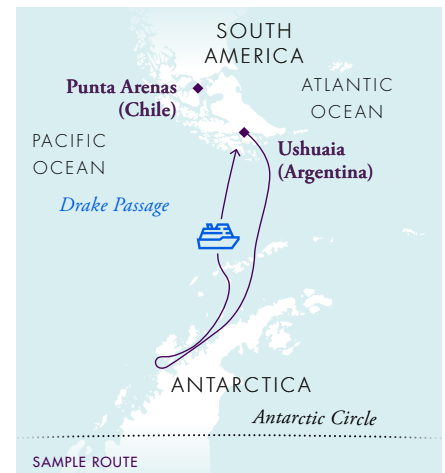 SOUTH
AMERICA
Punta Arenas
(Chile)
ATLANTIC
OCEAN
PACIFIC
OCEAN
Ushuaia
(Argentina)
Drake Passage
ANTARCTICA
Antarctic Circle
SAMPLE ROUTE